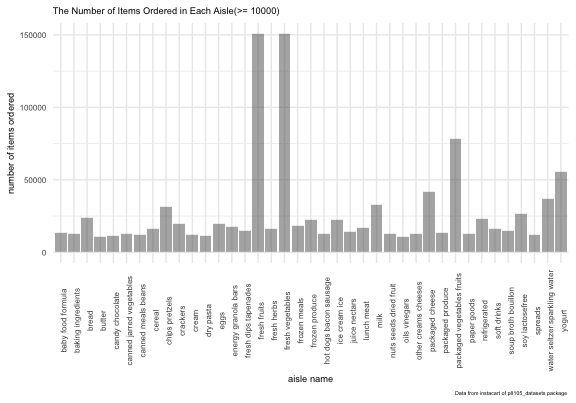 The Number of Items Ordered in Each Aisle(>= 10000)
number of items ordered
150000
100000
50000
0
baby food formula
baking ingredients
bread
butter
candy chocolate
canned jarred vegetables
canned meals beans
cereal
chips pretzels
crackers
cream
dry pasta
eggs
energy granola bars
fresh dips tapenades
fresh fruits
fresh herbs
fresh vegetables
frozen meals
frozen produce
hot dogs bacon sausage
ice cream ice
juice nectars
lunch meat
milk
nuts seeds dried fruit
oils vinegars
other creams cheeses
packaged cheese
packaged produce
packaged vegetables fruits
paper goods
refrigerated
soft drinks
soup broth bouillon
soy lactosefree
spreads
water seltzer sparkling water
yogurt
aisle name
Data from instacart of p8105_datasets package